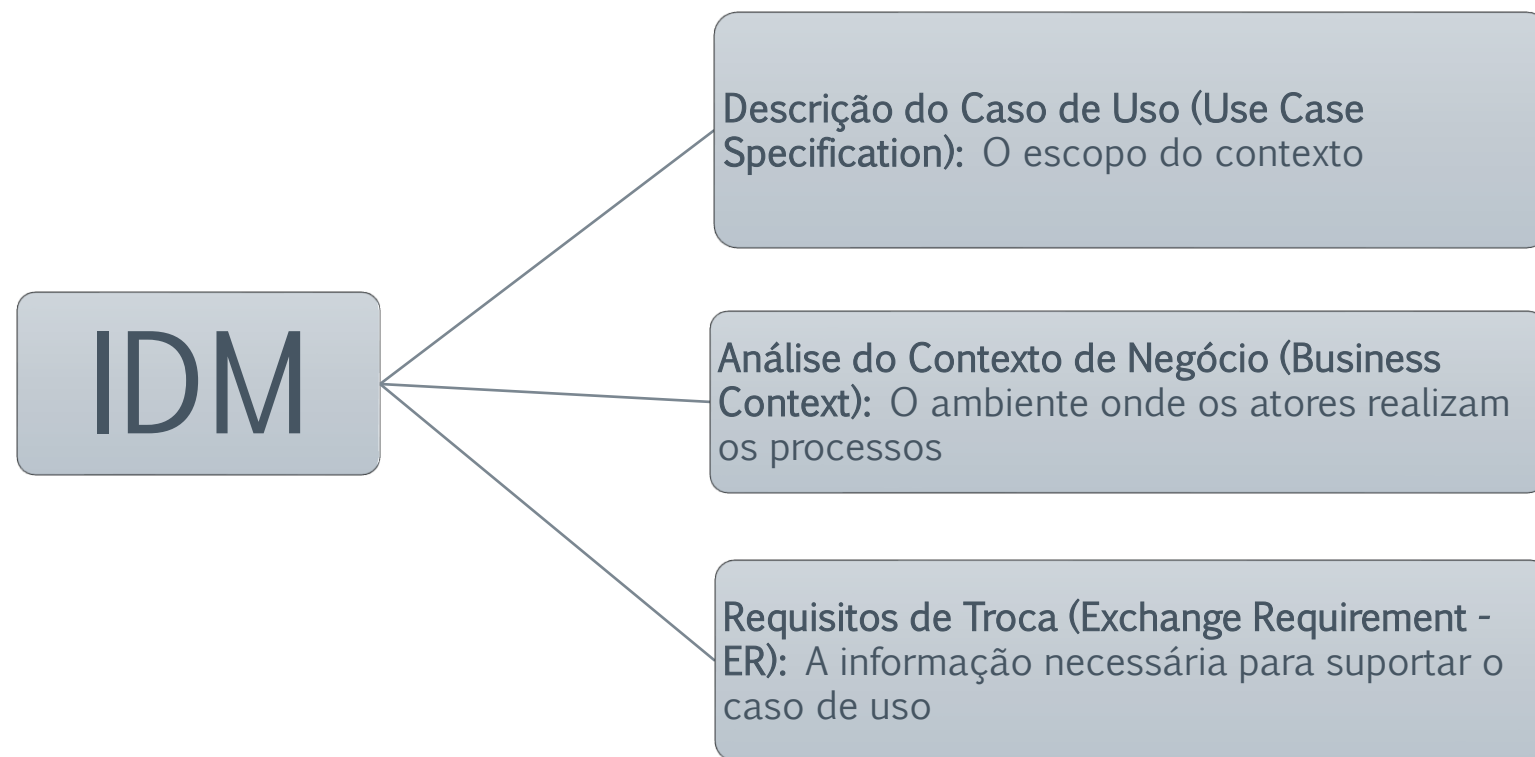 Descrição do Caso de Uso (Use Case
Specification): O escopo do contexto
IDM
Análise do Contexto de Negócio (Business
Context): O ambiente onde os atores realizam
os processos
Requisitos de Troca (Exchange Requirement -
ER): A informação necessária para suportar o
caso de uso